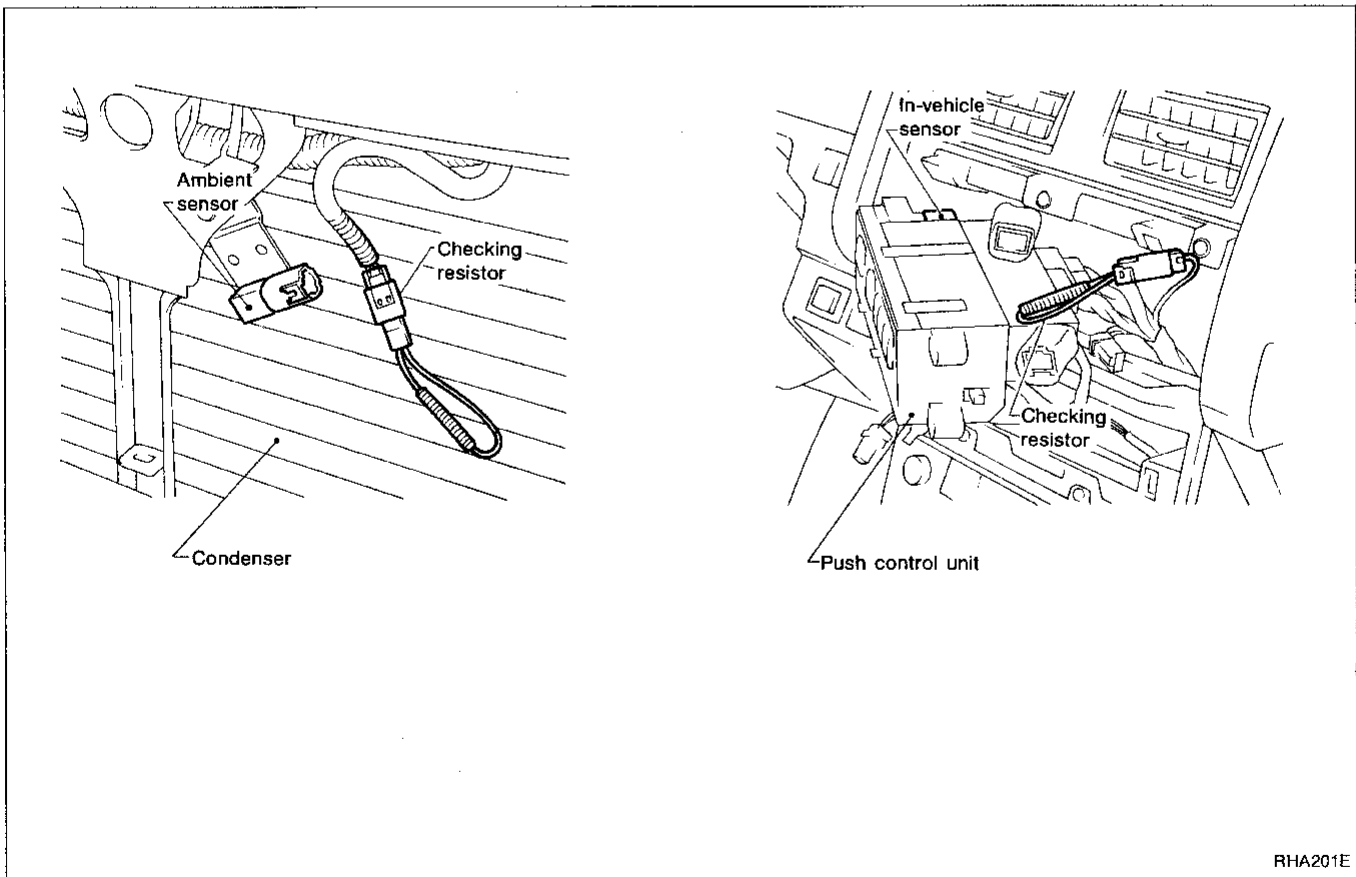 Ambient
sensor
Checking
resistor
Condenser
In-vehicle
sensor
Checking
resistor
Push control unit
RHA201E